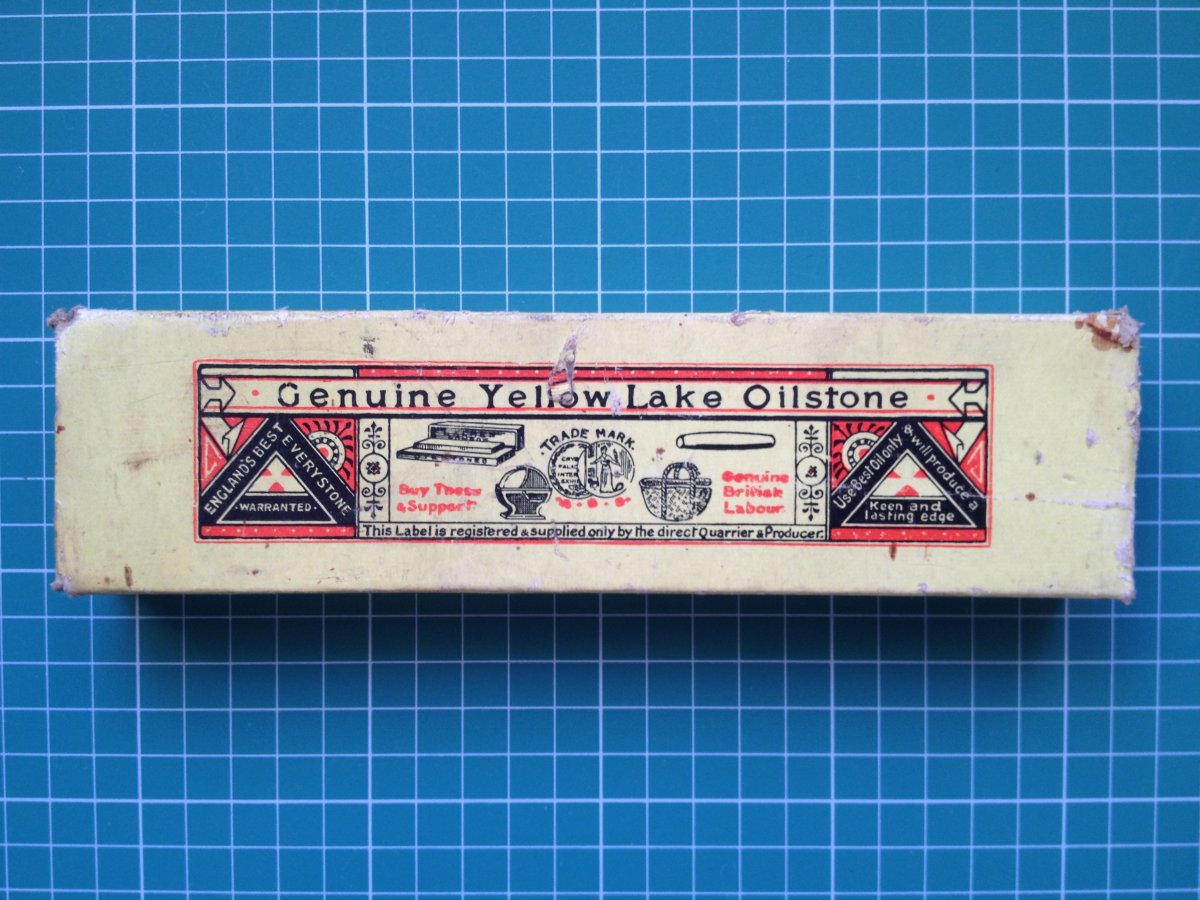 Genuine Yellow Lake Oilstone
ENGLAND'S BEST
EVERY STONE
WARRANTED
Buy These
& Support
TRADE MARK
Genuine
British
Labour
Use Best Oil only
& will produce a
Keen and
lasting edge
This Label is registered & supplied only by the direct Quarrier & Producer.